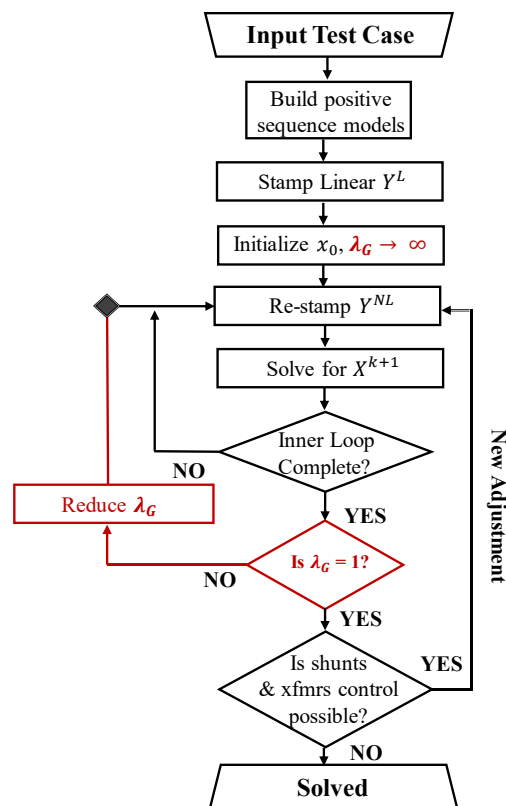 Input Test Case
Build positive
sequence models
Stamp Linear Y^L
Initialize x_0, λ_G → ∞
Re-stamp Y^{NL}
Solve for X^{k+1}
Inner Loop
Complete?
NO
YES
Reduce λ_G
Is λ_G = 1?
NO
YES
Is shunts
& xfmrs control
possible?
YES
New Adjustment
NO
Solved